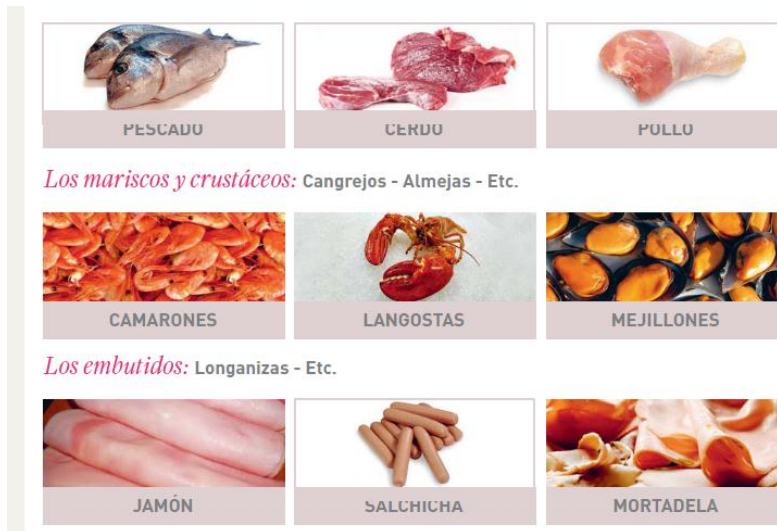 PESCADO CERDO POLLO
Los mariscos y crustáceos: Cangrejos - Almejas - Etc.
CAMARONES LANGOSTAS MEJILLONES
Los embutidos: Longanizas - Etc.
JAMÓN SALCHICHA MORTADELA